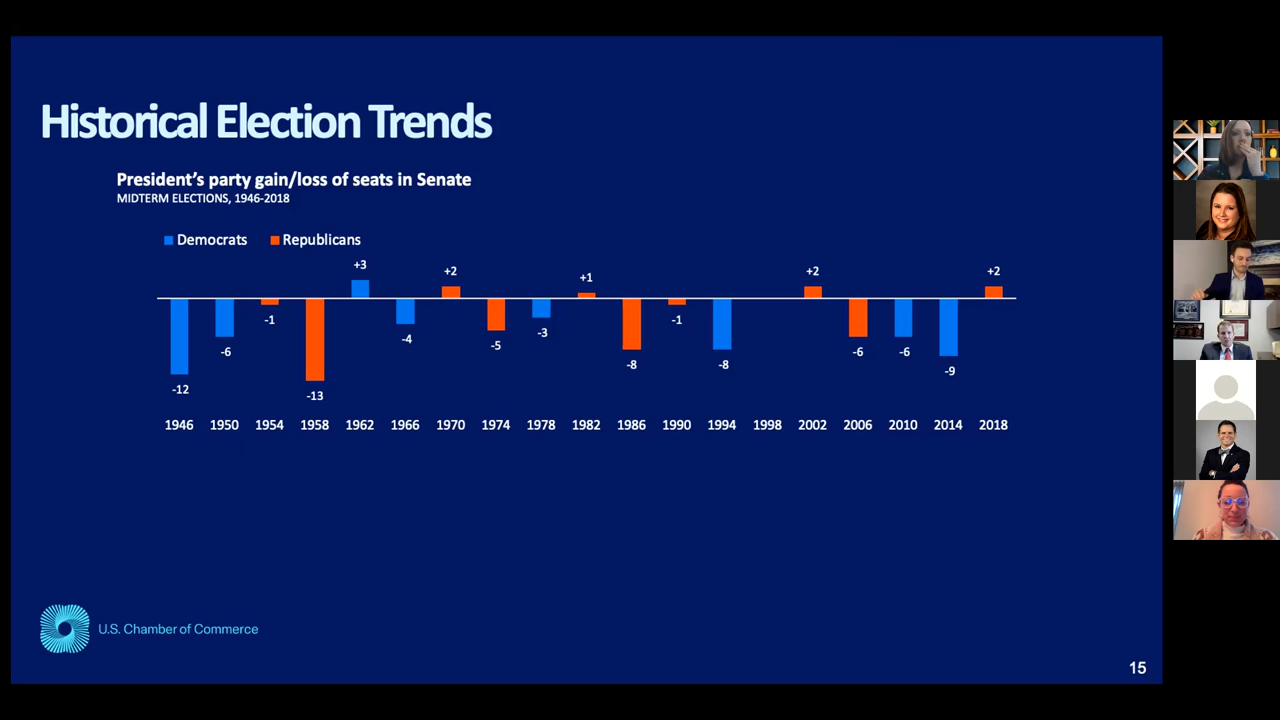 Historical Election Trends
President's party gain/loss of seats in Senate
MIDTERM ELECTIONS, 1946-2018
Democrats Republicans
+3 +2 +1 +2 +2
-1 -1
-4 -5 -3
-6 -6 -6
-8 -8 -9
-12 -13
1946 1950 1954 1958 1962 1966 1970 1974 1978 1982 1986 1990 1994 1998 2002 2006 2010 2014 2018
U.S. Chamber of Commerce
15